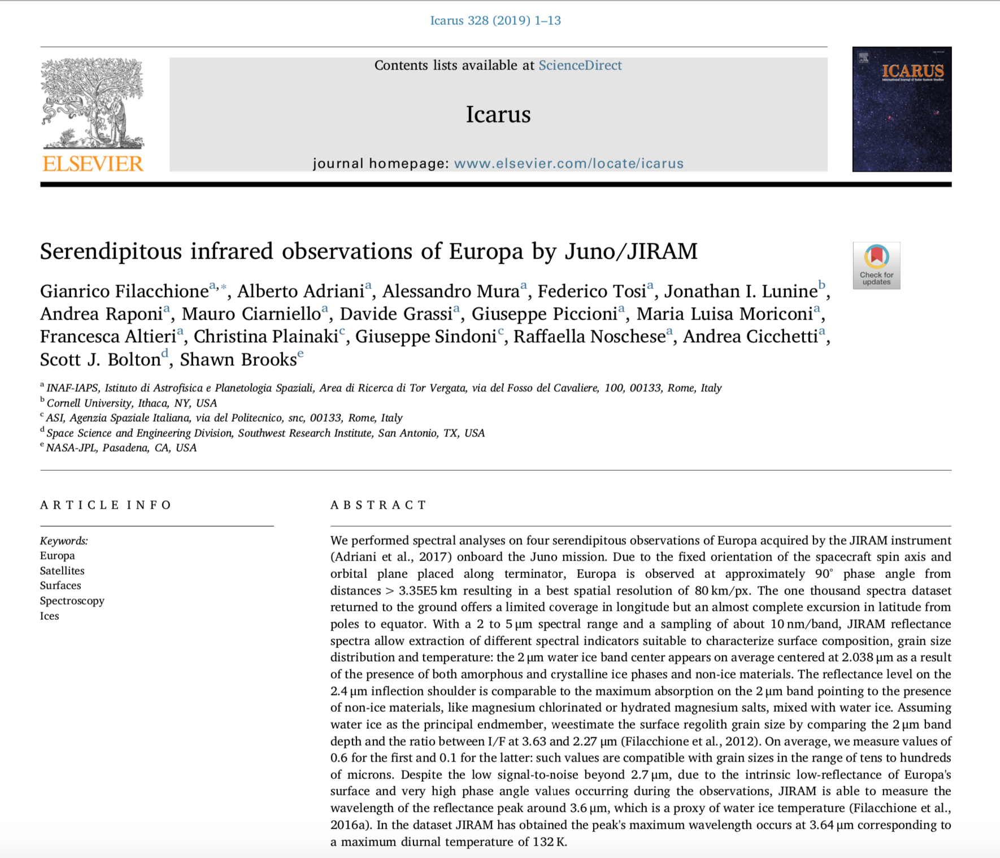 Icarus 328 (2019) 1–13
Contents lists available at ScienceDirect
Icarus
journal homepage: www.elsevier.com/locate/icarus
NON SOLUS
ELSEVIER
ICARUS
Serendipitous infrared observations of Europa by Juno/JIRAM
Check for
updates
Gianrico Filacchione^a,*, Alberto Adriani^a, Alessandro Mura^a, Federico Tosi^a, Jonathan I. Lunine^b,
Andrea Raponi^a, Mauro Ciarniello^a, Davide Grassi^a, Giuseppe Piccioni^a, Maria Luisa Moriconi^a,
Francesca Altieri^a, Christina Plainaki^c, Giuseppe Sindoni^c, Raffaella Noschese^a, Andrea Cicchetti^a,
Scott J. Bolton^d, Shawn Brooks^e
^a INAF-IAPS, Istituto di Astrofisica e Planetologia Spaziali, Area di Ricerca di Tor Vergata, via del Fosso del Cavaliere, 100, 00133, Rome, Italy
^b Cornell University, Ithaca, NY, USA
^c ASI, Agenzia Spaziale Italiana, via del Politecnico, snc, 00133, Rome, Italy
^d Space Science and Engineering Division, Southwest Research Institute, San Antonio, TX, USA
^e NASA-JPL, Pasadena, CA, USA
ARTICLE INFO
Keywords:
Europa
Satellites
Surfaces
Spectroscopy
Ices
ABSTRACT
We performed spectral analyses on four serendipitous observations of Europa acquired by the JIRAM instrument
(Adriani et al., 2017) onboard the Juno mission. Due to the fixed orientation of the spacecraft spin axis and
orbital plane placed along terminator, Europa is observed at approximately 90° phase angle from
distances > 3.35E5 km resulting in a best spatial resolution of 80 km/px. The one thousand spectra dataset
returned to the ground offers a limited coverage in longitude but an almost complete excursion in latitude from
poles to equator. With a 2 to 5 μm spectral range and a sampling of about 10 nm/band, JIRAM reflectance
spectra allow extraction of different spectral indicators suitable to characterize surface composition, grain size
distribution and temperature: the 2 μm water ice band center appears on average centered at 2.038 μm as a result
of the presence of both amorphous and crystalline ice phases and non-ice materials. The reflectance level on the
2.4 μm inflection shoulder is comparable to the maximum absorption on the 2 μm band pointing to the presence
of non-ice materials, like magnesium chlorinated or hydrated magnesium salts, mixed with water ice. Assuming
water ice as the principal endmember, weestimate the surface regolith grain size by comparing the 2 μm band
depth and the ratio between I/F at 3.63 and 2.27 μm (Filacchione et al., 2012). On average, we measure values of
0.6 for the first and 0.1 for the latter: such values are compatible with grain sizes in the range of tens to hundreds
of microns. Despite the low signal-to-noise beyond 2.7 μm, due to the intrinsic low-reflectance of Europa's
surface and very high phase angle values occurring during the observations, JIRAM is able to measure the
wavelength of the reflectance peak around 3.6 μm, which is a proxy of water ice temperature (Filacchione et al.,
2016a). In the dataset JIRAM has obtained the peak's maximum wavelength occurs at 3.64 μm corresponding to
a maximum diurnal temperature of 132 K.